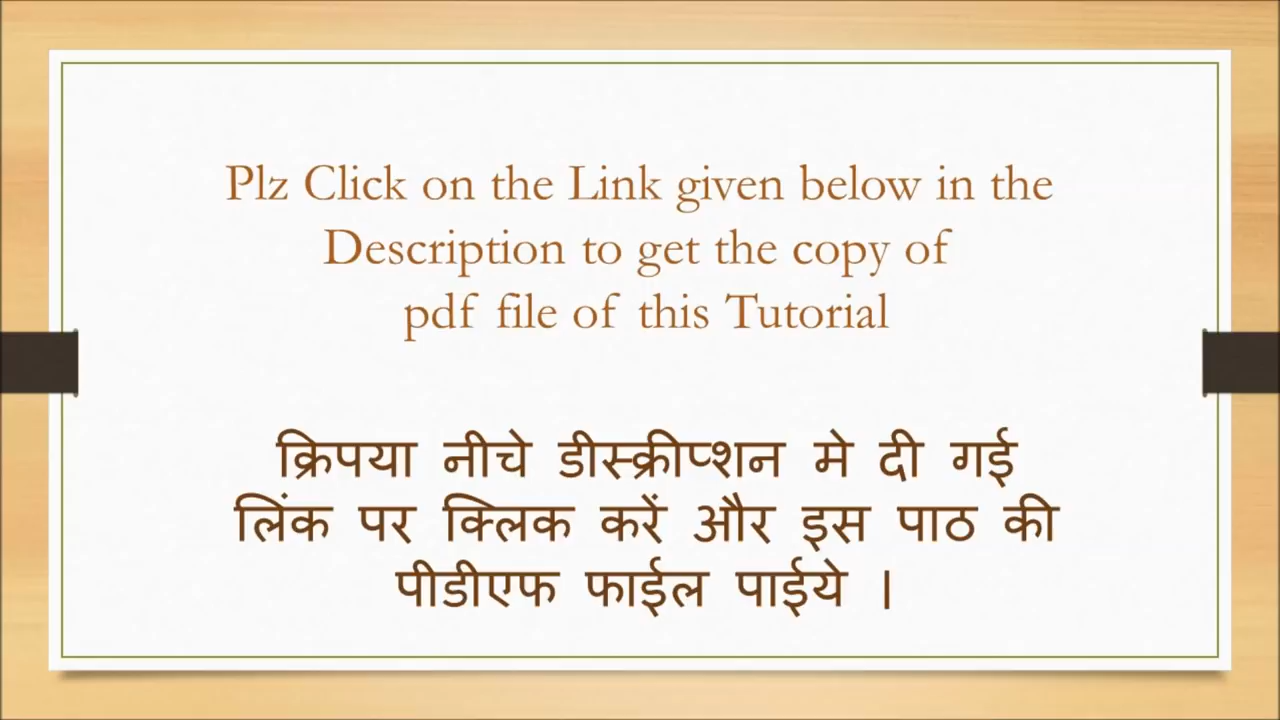 Plz Click on the Link given below in the
Description to get the copy of
pdf file of this Tutorial
क्रिपया नीचे डीस्क्रीप्शन मे दी गई
लिंक पर क्लिक करें और इस पाठ की
पीडीएफ फाईल पाईये ।